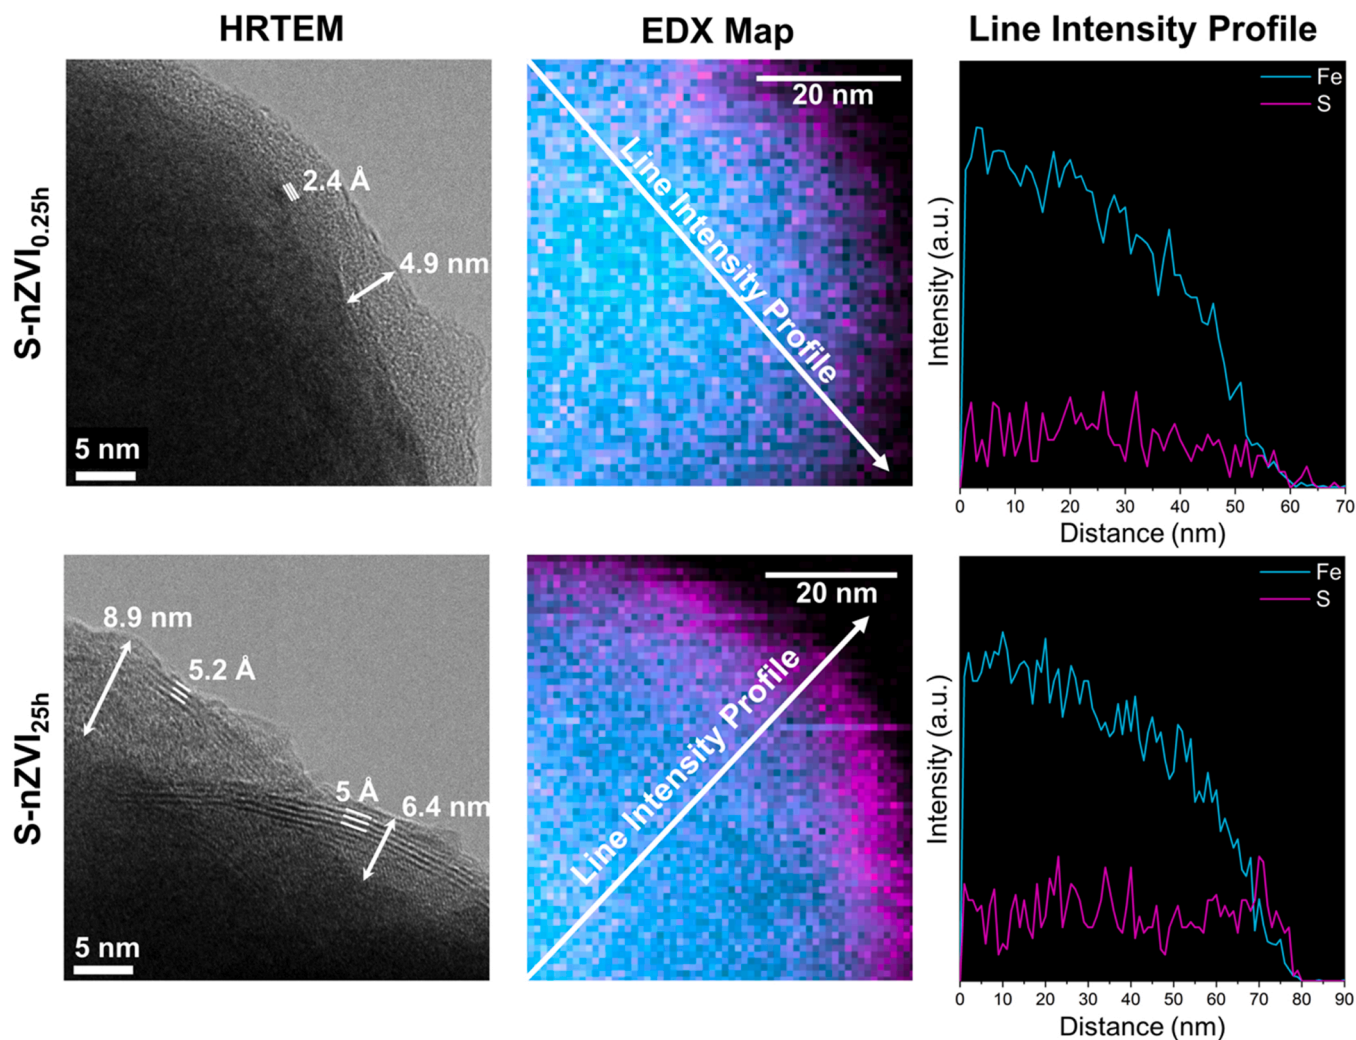 HRTEM
EDX Map
Line Intensity Profile
S-nZVI0.25h
2.4 Å
4.9 nm
5 nm
20 nm
Line Intensity Profile
Fe
S
Intensity (a.u.)
0 10 20 30 40 50 60 70
Distance (nm)
S-nZVI25h
8.9 nm
5.2 Å
5 Å
6.4 nm
5 nm
20 nm
Line Intensity Profile
Fe
S
Intensity (a.u.)
0 10 20 30 40 50 60 70 80 90
Distance (nm)